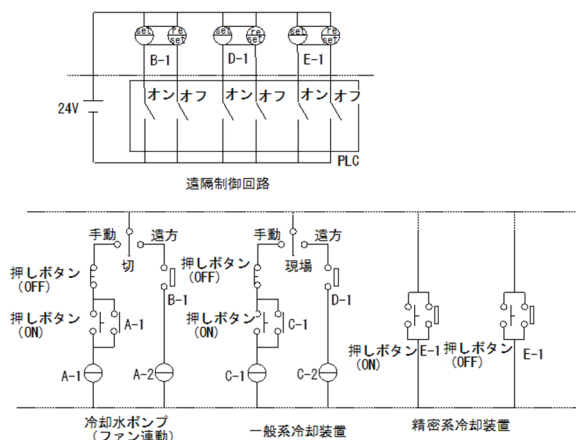 set
re
set
set
re
set
set
re
set
B-1
D-1
E-1
オン
オフ
オン
オフ
オン
オフ
24V
PLC
遠隔制御回路
手動
遠方
切
押しボタン
(OFF)
B-1
押しボタン
(ON)
A-1
A-1
A-2
冷却水ポンプ
(ファン連動)
手動
遠方
現場
押しボタン
(OFF)
D-1
押しボタン
(ON)
C-1
C-1
C-2
一般系冷却装置
押しボタン
(ON)
E-1
押しボタン
(OFF)
E-1
精密系冷却装置